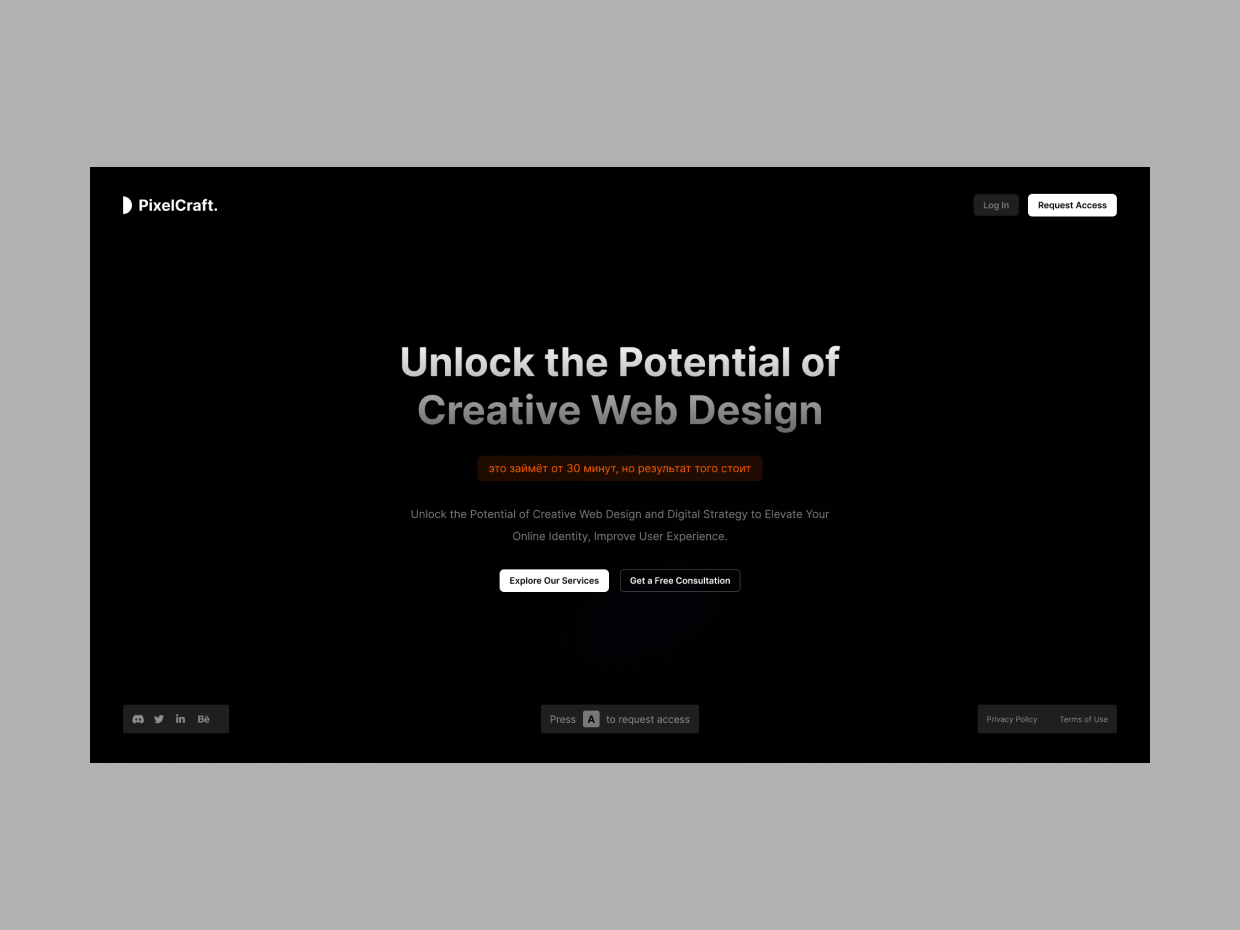 PixelCraft.
Log In
Request Access
Unlock the Potential of
Creative Web Design
это займёт от 30 минут, но результат того стоит
Unlock the Potential of Creative Web Design and Digital Strategy to Elevate Your
Online Identity, Improve User Experience.
Explore Our Services
Get a Free Consultation
Press A to request access
Privacy Policy
Terms of Use